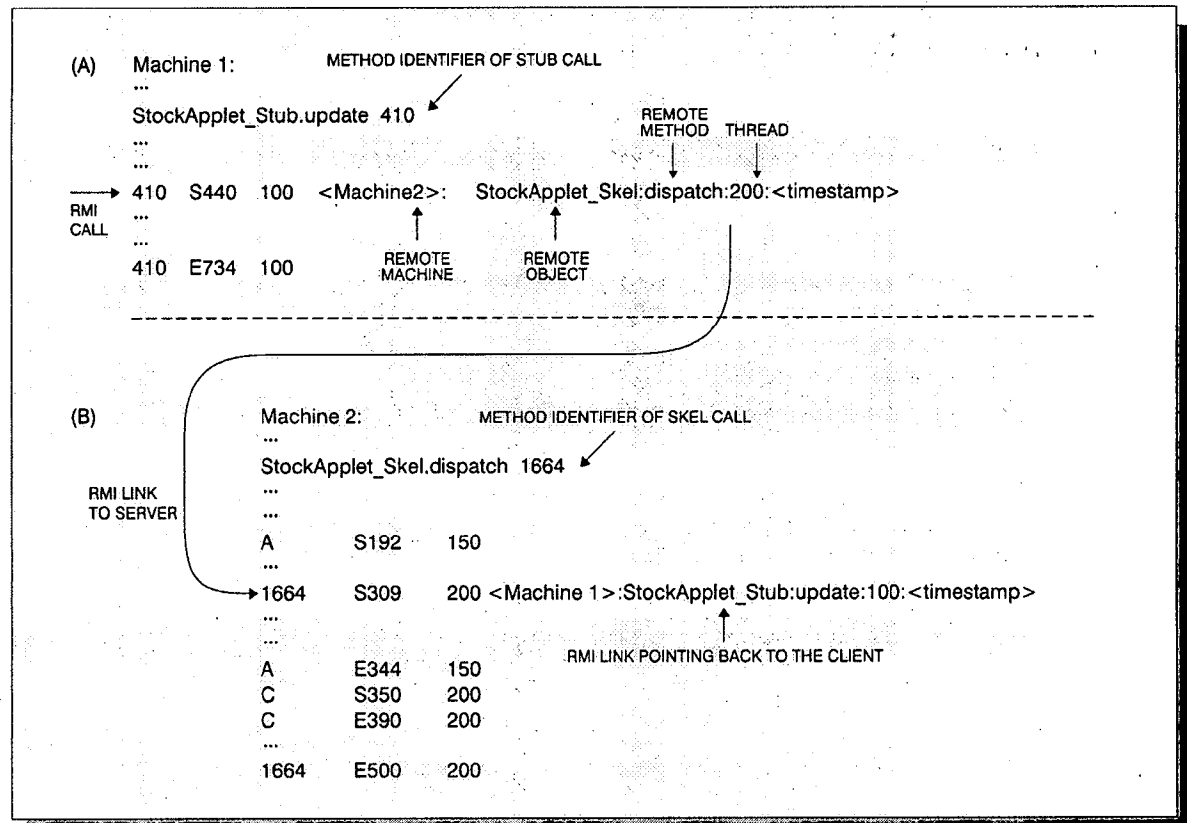 (A) Machine 1: METHOD IDENTIFIER OF STUB CALL
...
StockApplet_Stub.update 410
REMOTE METHOD THREAD
...
...
410 S440 100 <Machine2>: StockApplet_Skel:dispatch:200:<timestamp>
RMI CALL
...
...
REMOTE MACHINE REMOTE OBJECT
410 E734 100
(B) Machine 2: METHOD IDENTIFIER OF SKEL CALL
...
StockApplet_Skel.dispatch 1664
RMI LINK TO SERVER
...
...
A S192 150
...
1664 S309 200 <Machine 1>:StockApplet_Stub:update:100:<timestamp>
...
...
RMI LINK POINTING BACK TO THE CLIENT
A E344 150
C S350 200
C E390 200
...
1664 E500 200